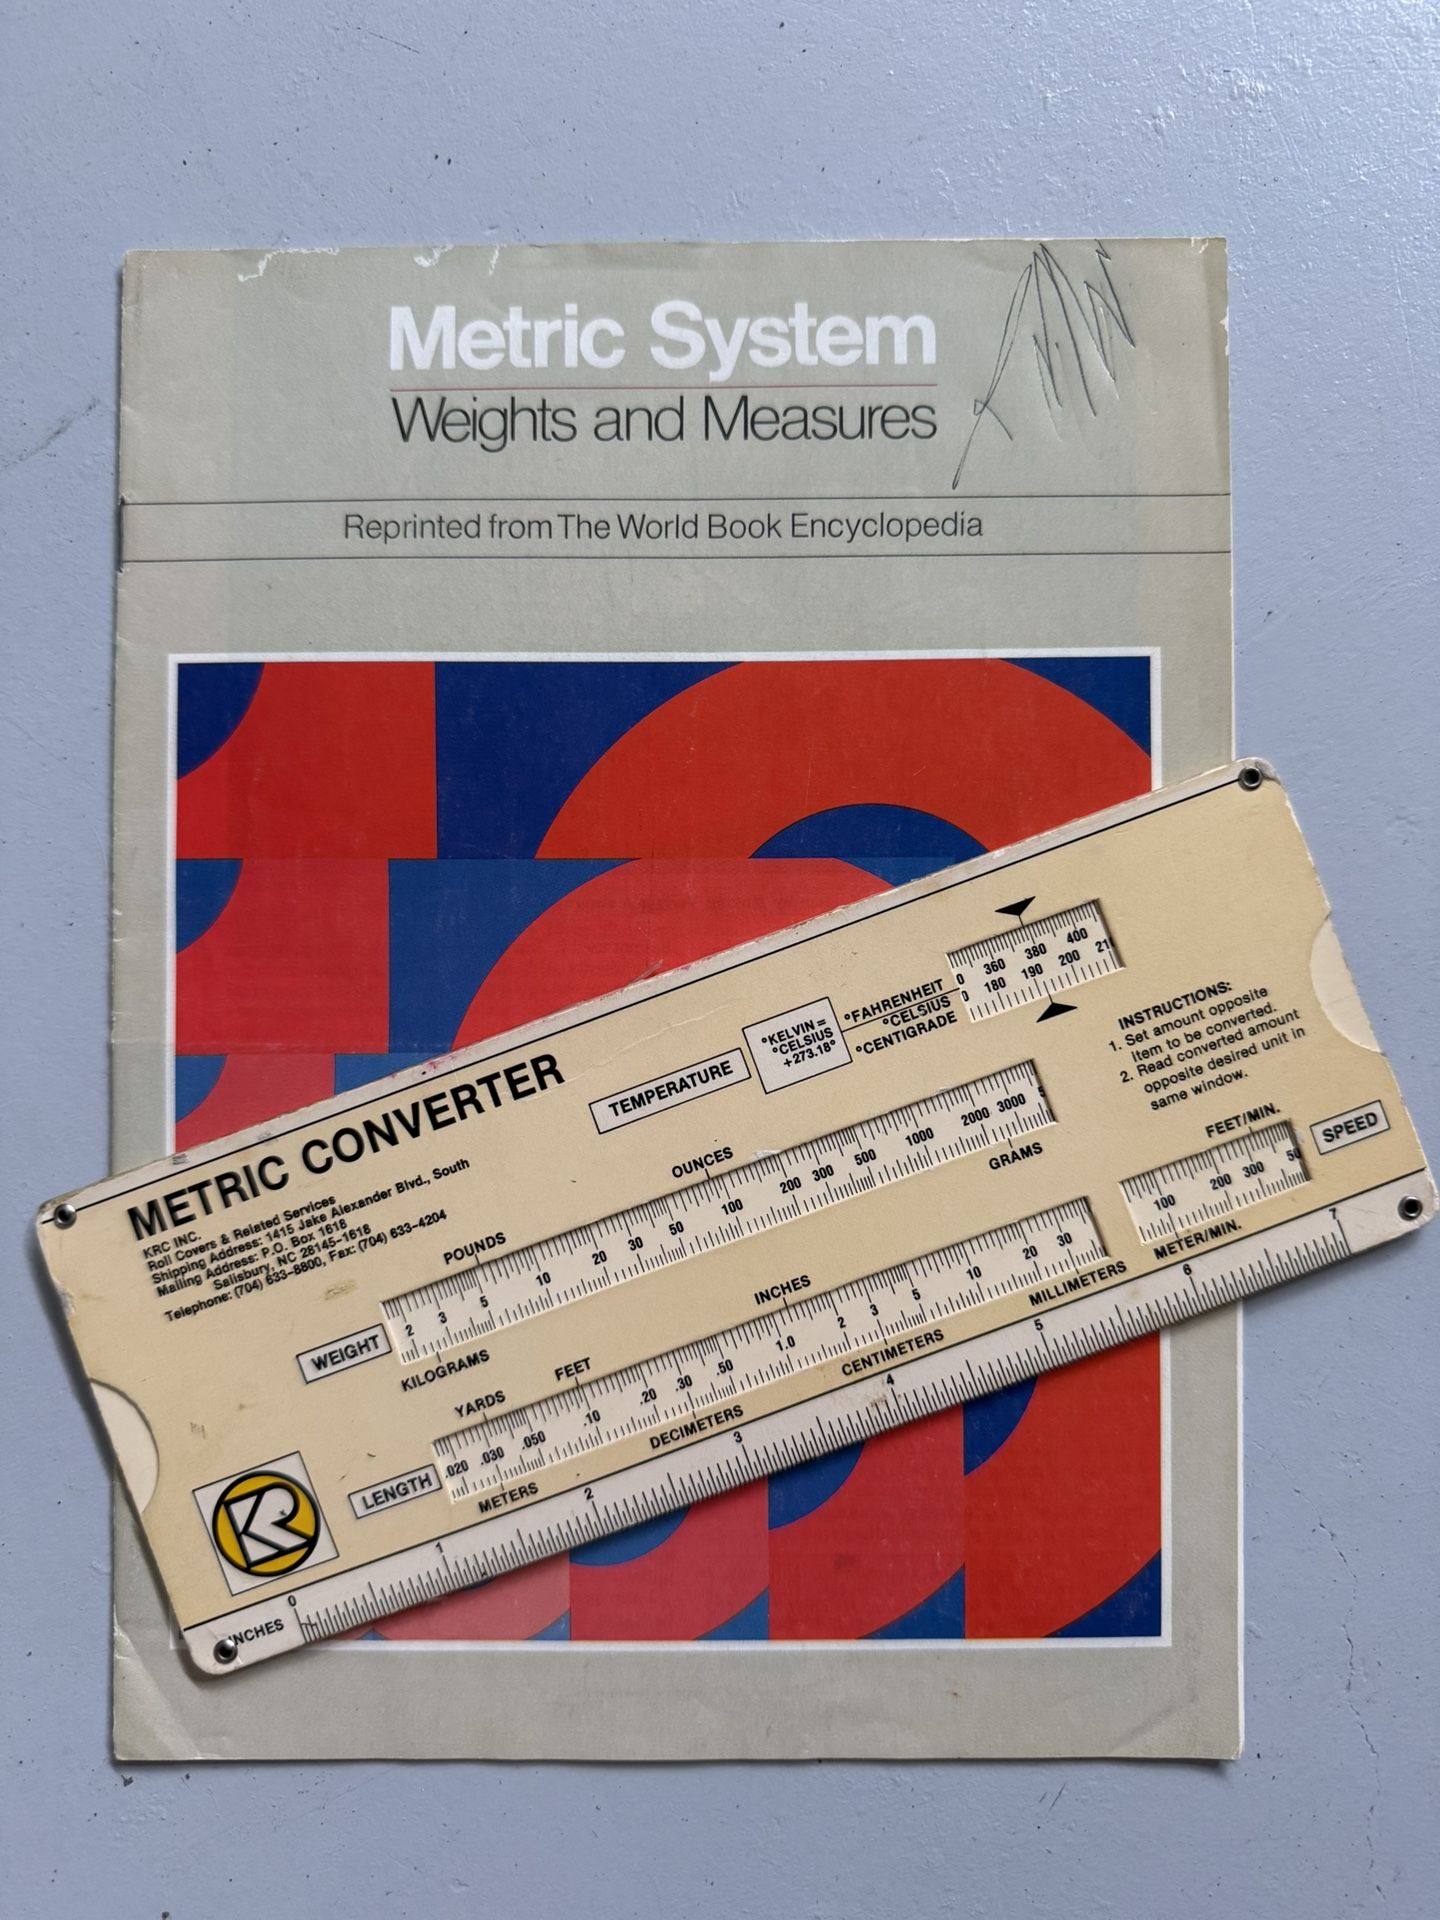 Metric System
Weights and Measures
Reprinted from The World Book Encyclopedia
METRIC CONVERTER
KRC INC.
Roll Covers & Related Services
Shipping Address: 1415 Jake Alexander Blvd., South
Mailing Address: P.O. Box 1618
Salisbury, NC 28145-1618
Telephone: (704) 633-8800, Fax: (704) 633-4204
TEMPERATURE
°KELVIN =
°CELSIUS
+273.18°
°FAHRENHEIT
°CELSIUS
°CENTIGRADE
0 360 380 400
0 180 190 200 21
INSTRUCTIONS:
1. Set amount opposite
item to be converted.
2. Read converted amount
opposite desired unit in
same window.
WEIGHT
POUNDS
OUNCES
2 3 5 10 20 30 50 100 200 300 500 1000 2000 3000 5
KILOGRAMS
GRAMS
SPEED
FEET/MIN.
100 200 300 50
METER/MIN.
LENGTH
YARDS
FEET
INCHES
.020 .030 .050 .10 .20 .30 .50 1.0 2 3 5 10 20 30
METERS
DECIMETERS
CENTIMETERS
MILLIMETERS
KR
INCHES 0 1 2 3 4 5 6 7